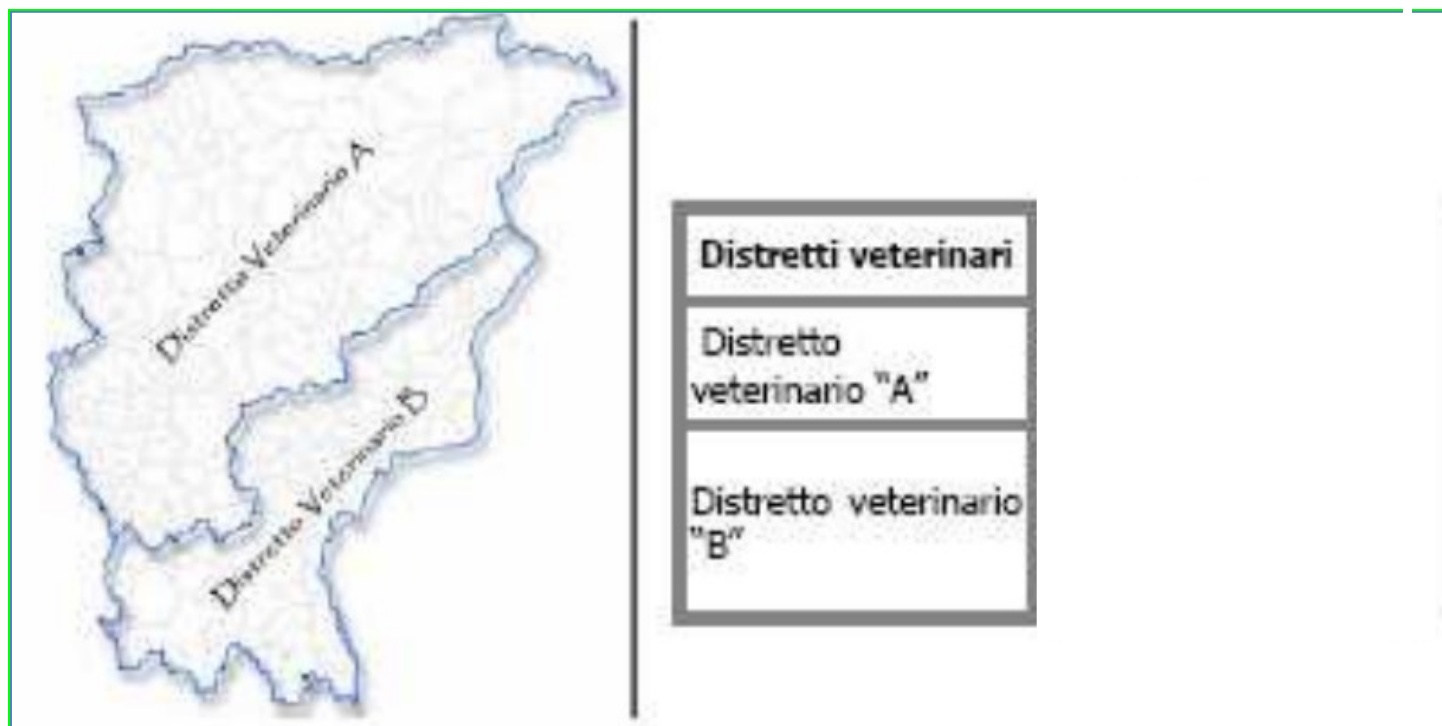 Distretto Veterinario A
Distretto Veterinario B
Distretti veterinari
Distretto
veterinario "A"
Distretto veterinario
"B"